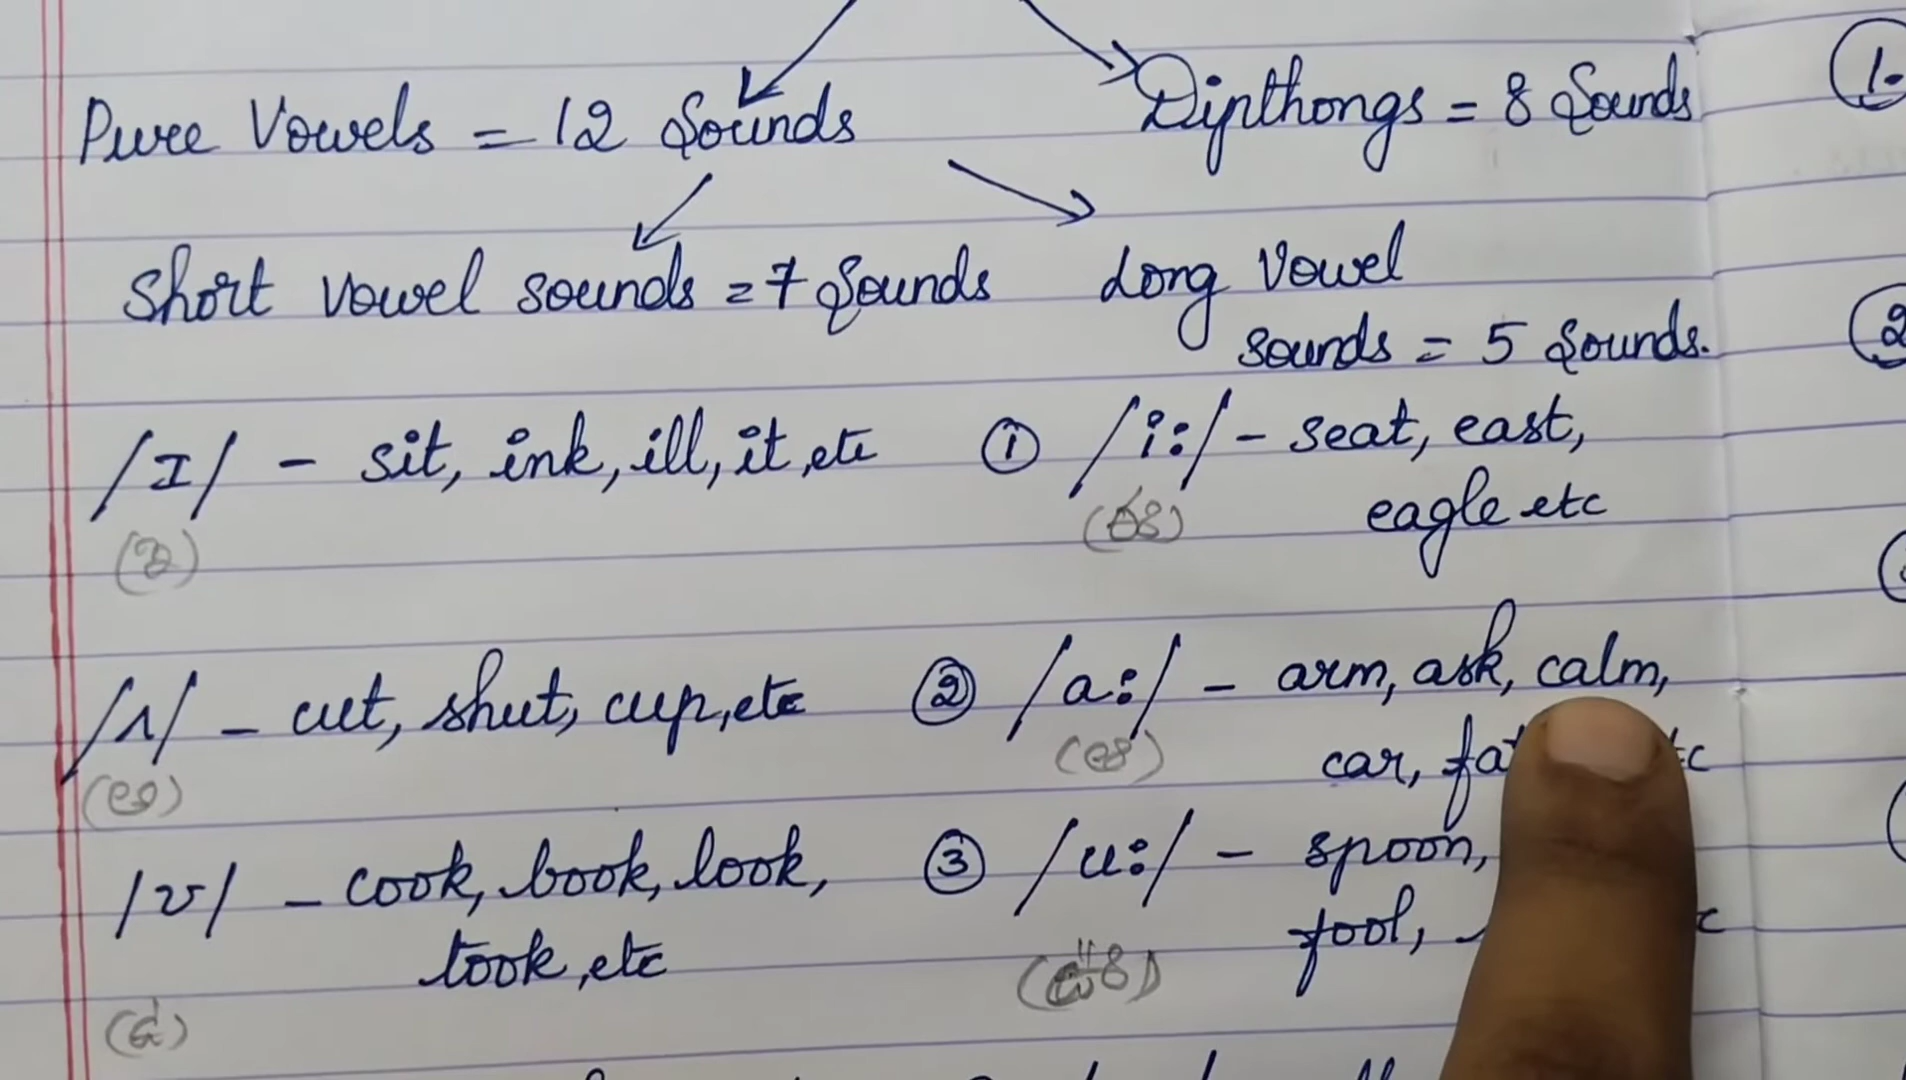 Pure Vowels = 12 Sounds
Dipthongs = 8 Sounds
Short vowel sounds = 7 Sounds
Long Vowel
sounds = 5 Sounds.
/I/ - sit, ink, ill, it, etc
① /i:/ - seat, east,
eagle etc
/ʌ/ - cut, shut, cup, etc
② /a:/ - arm, ask, calm,
car,
/ʊ/ - cook, book, look,
took, etc
③ /u:/ - spoon,
fool,
1.
2